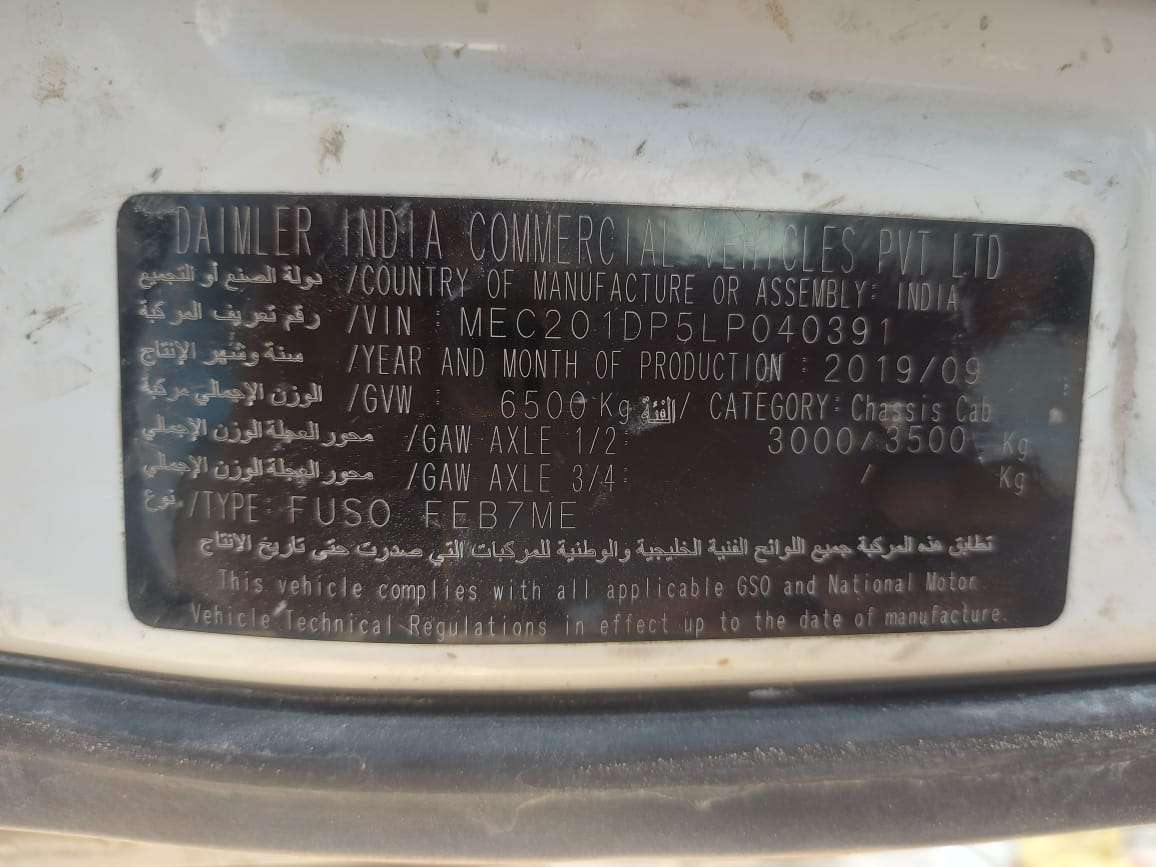 DAIMLER INDIA COMMERCIAL VEHICLES PVT LTD
دولة الصنع أو التجميع /COUNTRY OF MANUFACTURE OR ASSEMBLY: INDIA
رقم تعريف المركبة /VIN : MEC201DP5LP040391
سنة وشهر الإنتاج /YEAR AND MONTH OF PRODUCTION : 2019/09
الوزن الإجمالي مركبة /GVW : 6500 Kg الفئة/ CATEGORY: Chassis Cab
محور العجلة الوزن الإجمالي /GAW AXLE 1/2: 3000/3500 Kg
محور العجلة الوزن الإجمالي /GAW AXLE 3/4: / Kg
نوع /TYPE: FUSO FEB7ME
تطابق هذه المركبة جميع اللوائح الفنية الخليجية والوطنية للمركبات التي صدرت حتى تاريخ الإنتاج
This vehicle complies with all applicable GSO and National Motor
Vehicle Technical Regulations in effect up to the date of manufacture.